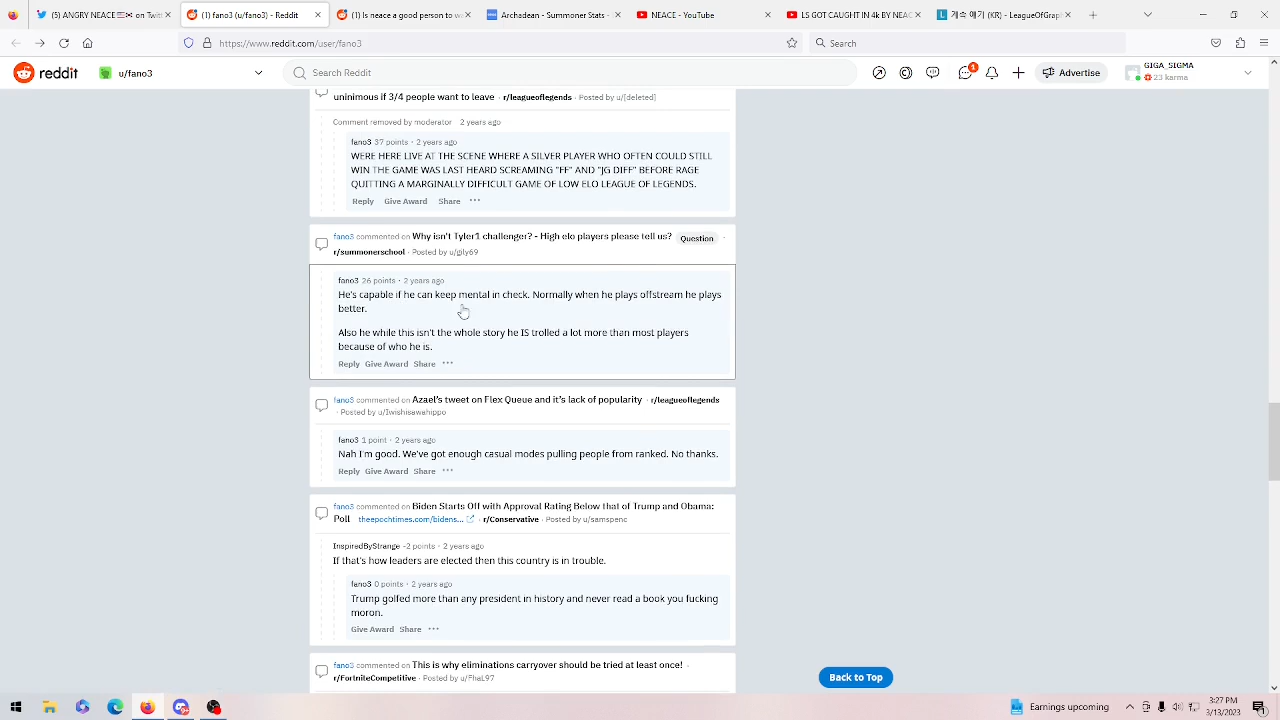 (5) ANGRY NEACE
on Twit
(1) fano3 (u/fano3) - Reddit
(1) Is neace a good person to w
Archsdean - Summoner Stats -
NEACE - YouTube
LS GOT CAUGHT IN 4k
NEAC
(KR) - LeagueOfGrap
https://www.reddit.com/user/fano3
Search
reddit
u/fano3
Search Reddit
1
Advertise
GIGA_SIGMA
23 karma
uninimous if 3/4 people want to leave · r/leagueoflegends · Posted by u/[deleted]
Comment removed by moderator 2 years ago
fano3 37 points · 2 years ago
WERE HERE LIVE AT THE SCENE WHERE A SILVER PLAYER WHO OFTEN COULD STILL
WIN THE GAME WAS LAST HEARD SCREAMING "FF" AND "JG DIFF" BEFORE RAGE
QUITTING A MARGINALLY DIFFICULT GAME OF LOW ELO LEAGUE OF LEGENDS.
Reply Give Award Share ···
fano3 commented on Why isn't Tyler1 challenger? - High elo players please tell us? Question ·
r/summonerschool · Posted by u/gily69
fano3 26 points · 2 years ago
He's capable if he can keep mental in check. Normally when he plays offstream he plays
better.
Also he while this isn't the whole story he IS trolled a lot more than most players
because of who he is.
Reply Give Award Share ···
fano3 commented on Azael's tweet on Flex Queue and it's lack of popularity · r/leagueoflegends
· Posted by u/Iwishisawahippo
fano3 1 point · 2 years ago
Nah I'm good. We've got enough casual modes pulling people from ranked. No thanks.
Reply Give Award Share ···
fano3 commented on Biden Starts Off with Approval Rating Below that of Trump and Obama:
Poll theepochtimes.com/bidens... · r/Conservative · Posted by u/samspenc
InspiredByStrange -2 points · 2 years ago
If that's how leaders are elected then this country is in trouble.
fano3 0 points · 2 years ago
Trump golfed more than any president in history and never read a book you fucking
moron.
Give Award Share ···
fano3 commented on This is why eliminations carryover should be tried at least once! ·
r/FortniteCompetitive · Posted by u/FhaL97
Back to Top
Earnings upcoming
3:27 PM
3/13/2023